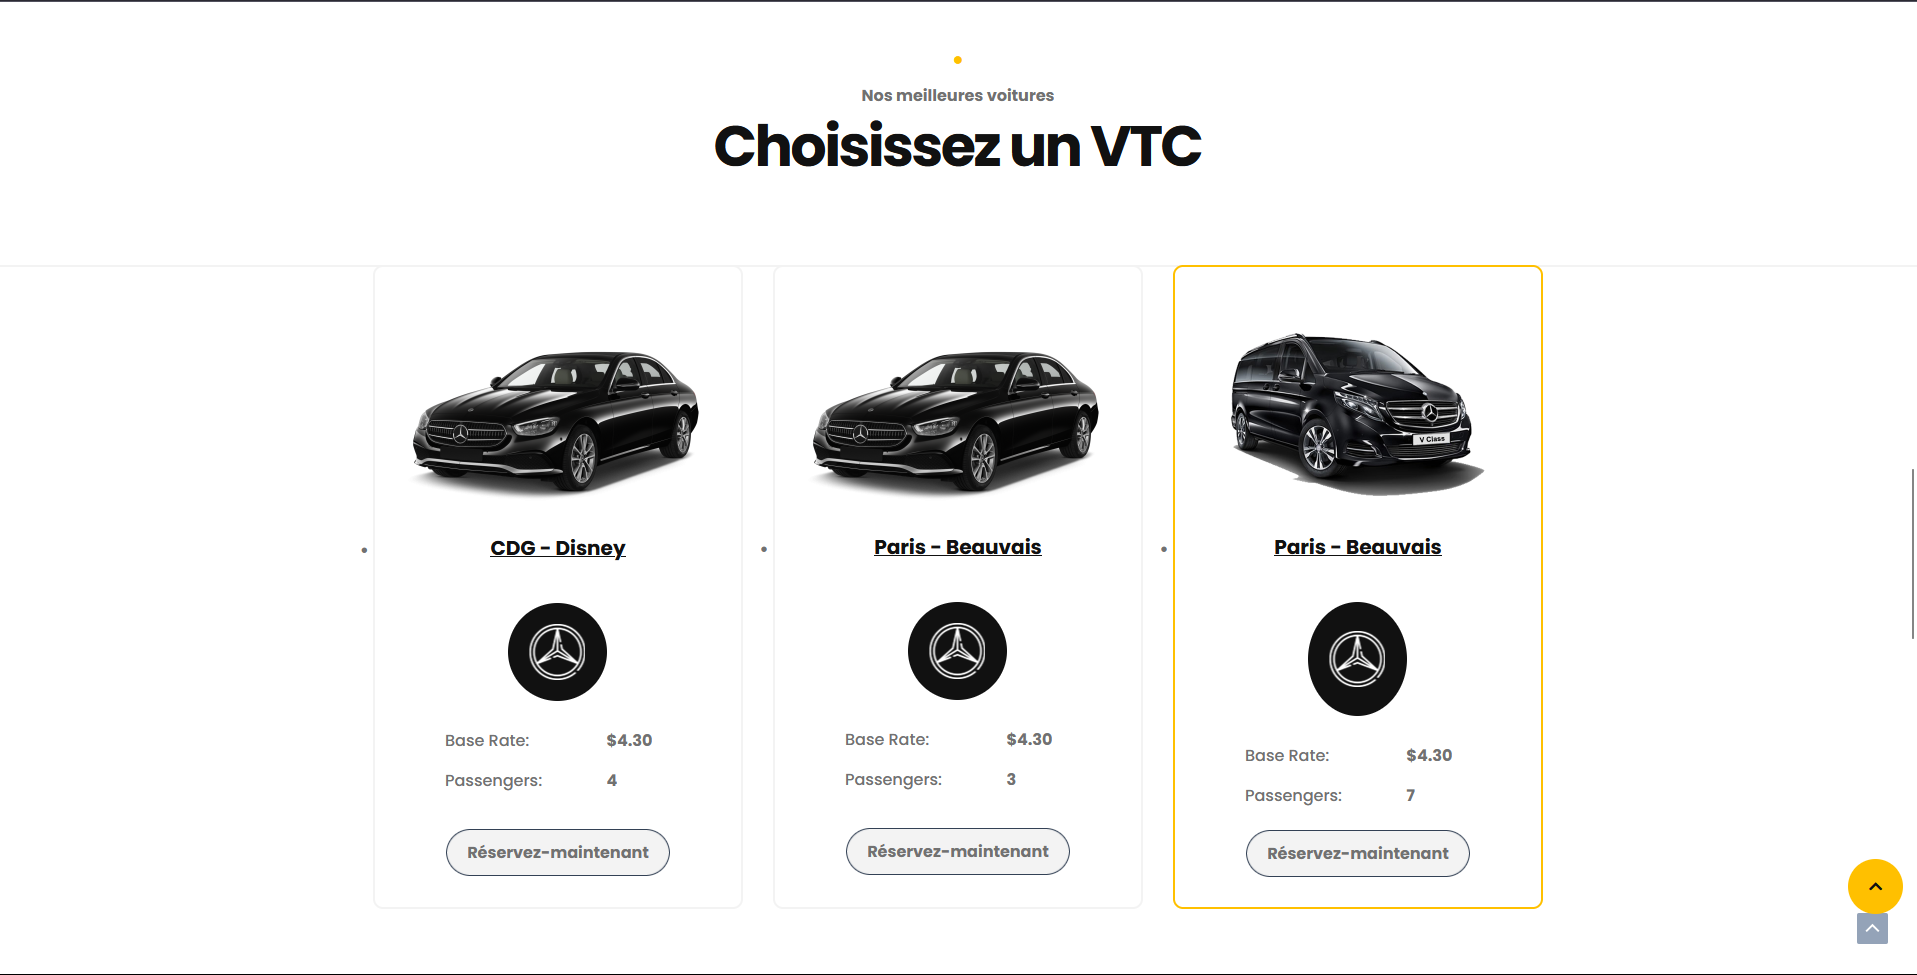 Nos meilleures voitures
Choisissez un VTC
CDG - Disney
Base Rate: $4.30
Passengers: 4
Réservez-maintenant
Paris - Beauvais
Base Rate: $4.30
Passengers: 3
Réservez-maintenant
V Class
Paris - Beauvais
Base Rate: $4.30
Passengers: 7
Réservez-maintenant